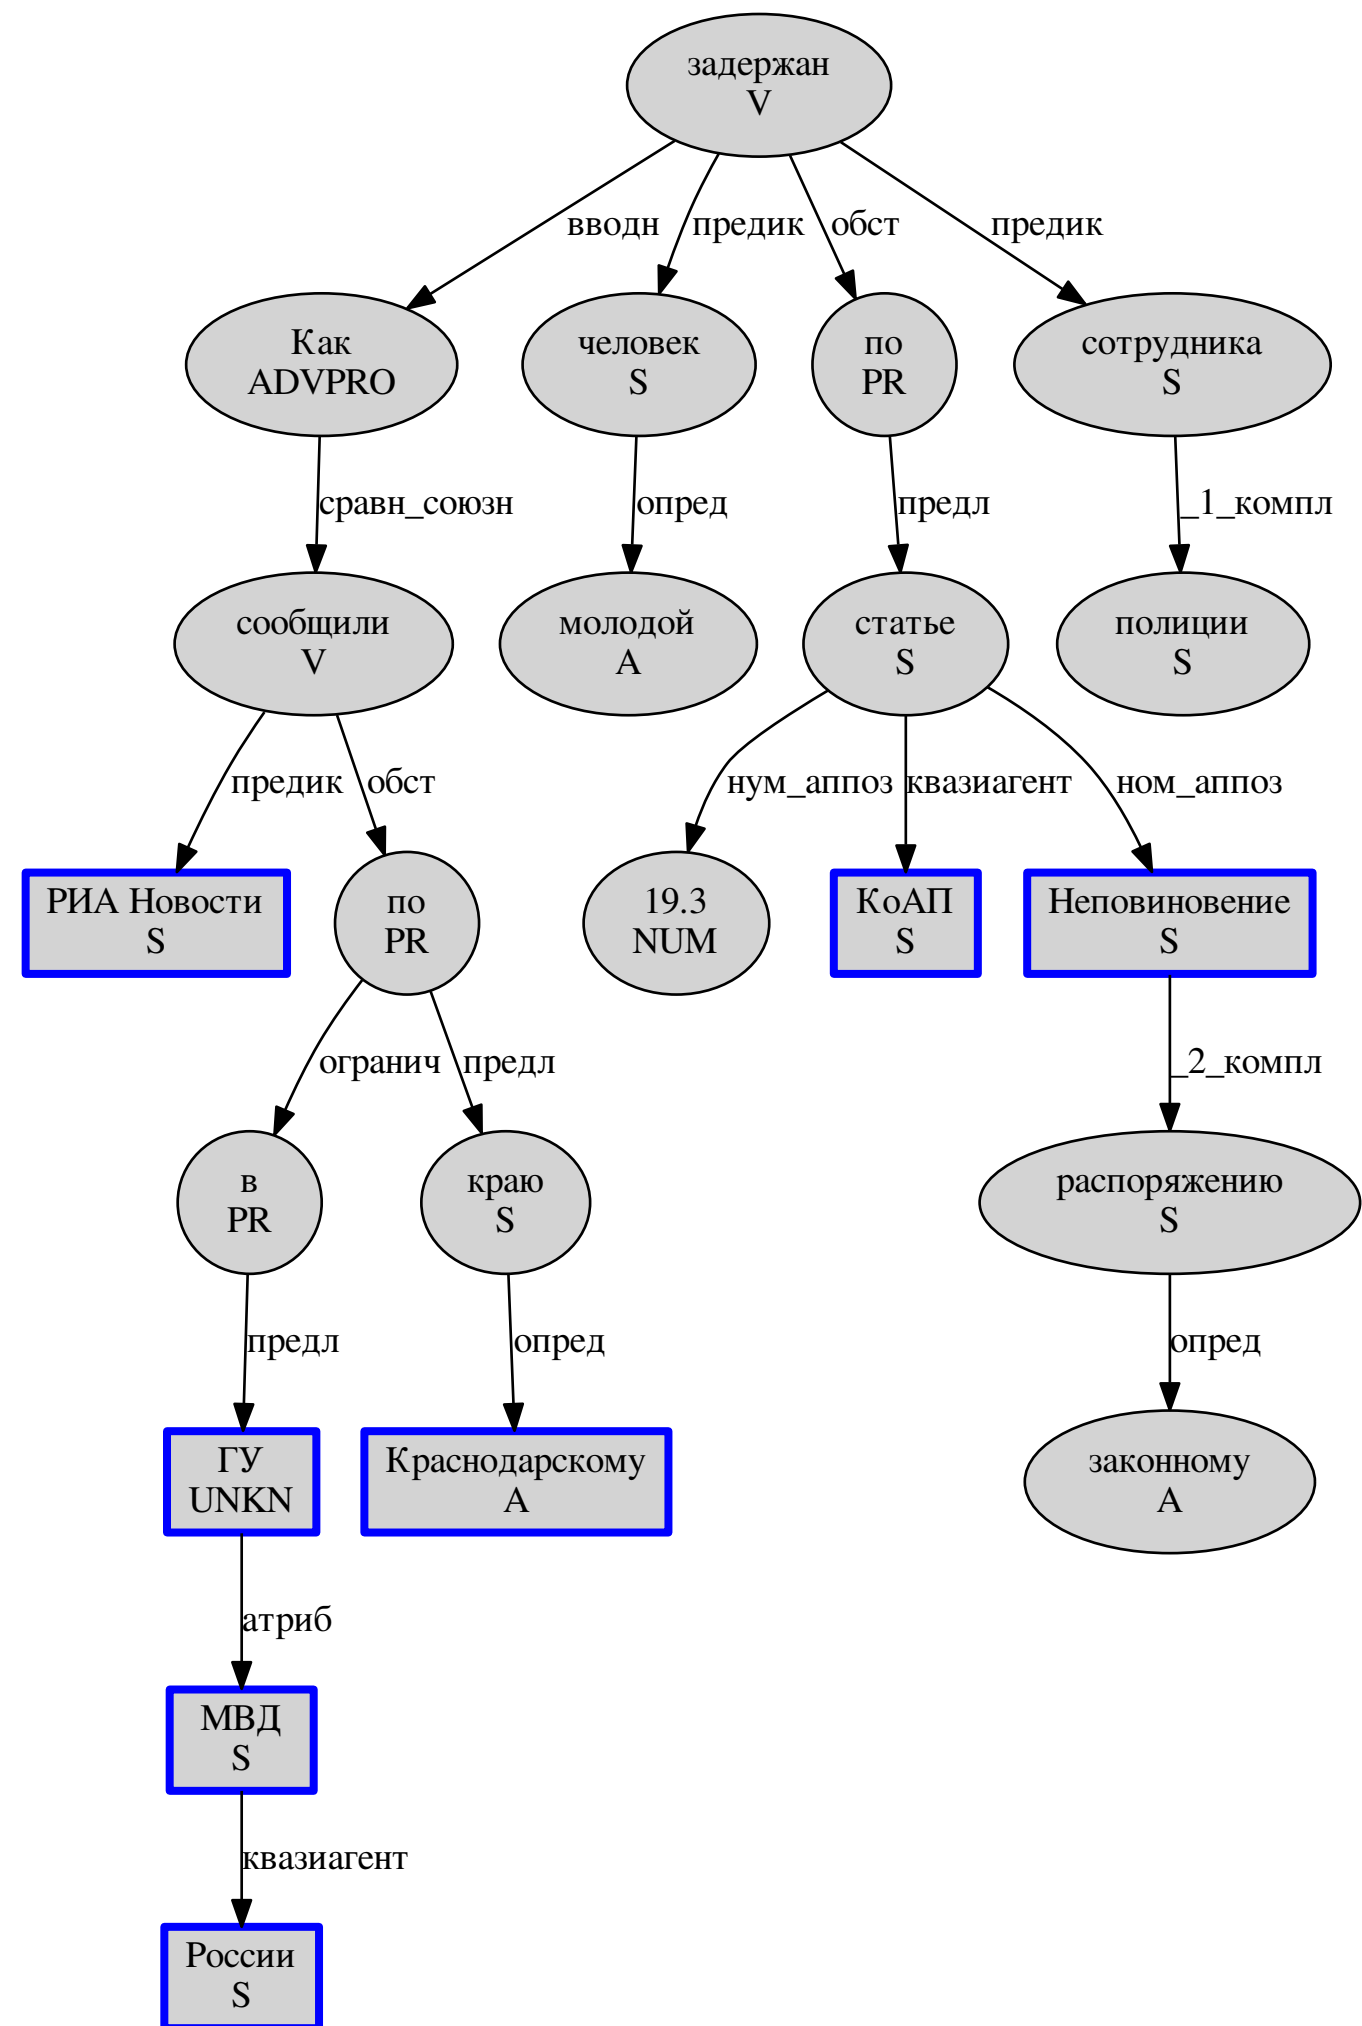 задержан
V
вводн
предик
обст
предик
Как
ADVPRO
человек
S
по
PR
сотрудника
S
сравн_союзн
опред
предл
_1_компл
сообщили
V
молодой
A
статье
S
полиции
S
предик
обст
нум_аппоз
квазиагент
ном_аппоз
РИА Новости
S
по
PR
19.3
NUM
КоАП
S
Неповиновение
S
огранич
предл
_2_компл
в
PR
краю
S
распоряжению
S
предл
опред
опред
ГУ
UNKN
Краснодарскому
A
законному
A
атриб
МВД
S
квазиагент
России
S